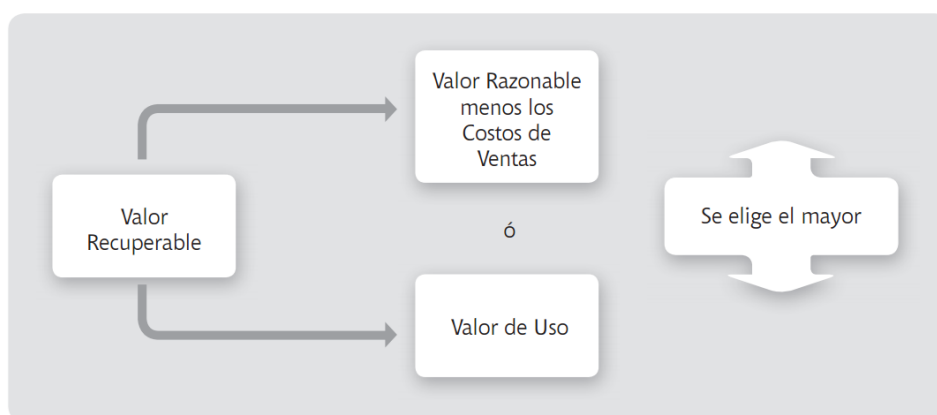 Valor
Recuperable
Valor Razonable
menos los
Costos de
Ventas
ó
Valor de Uso
Se elige el mayor